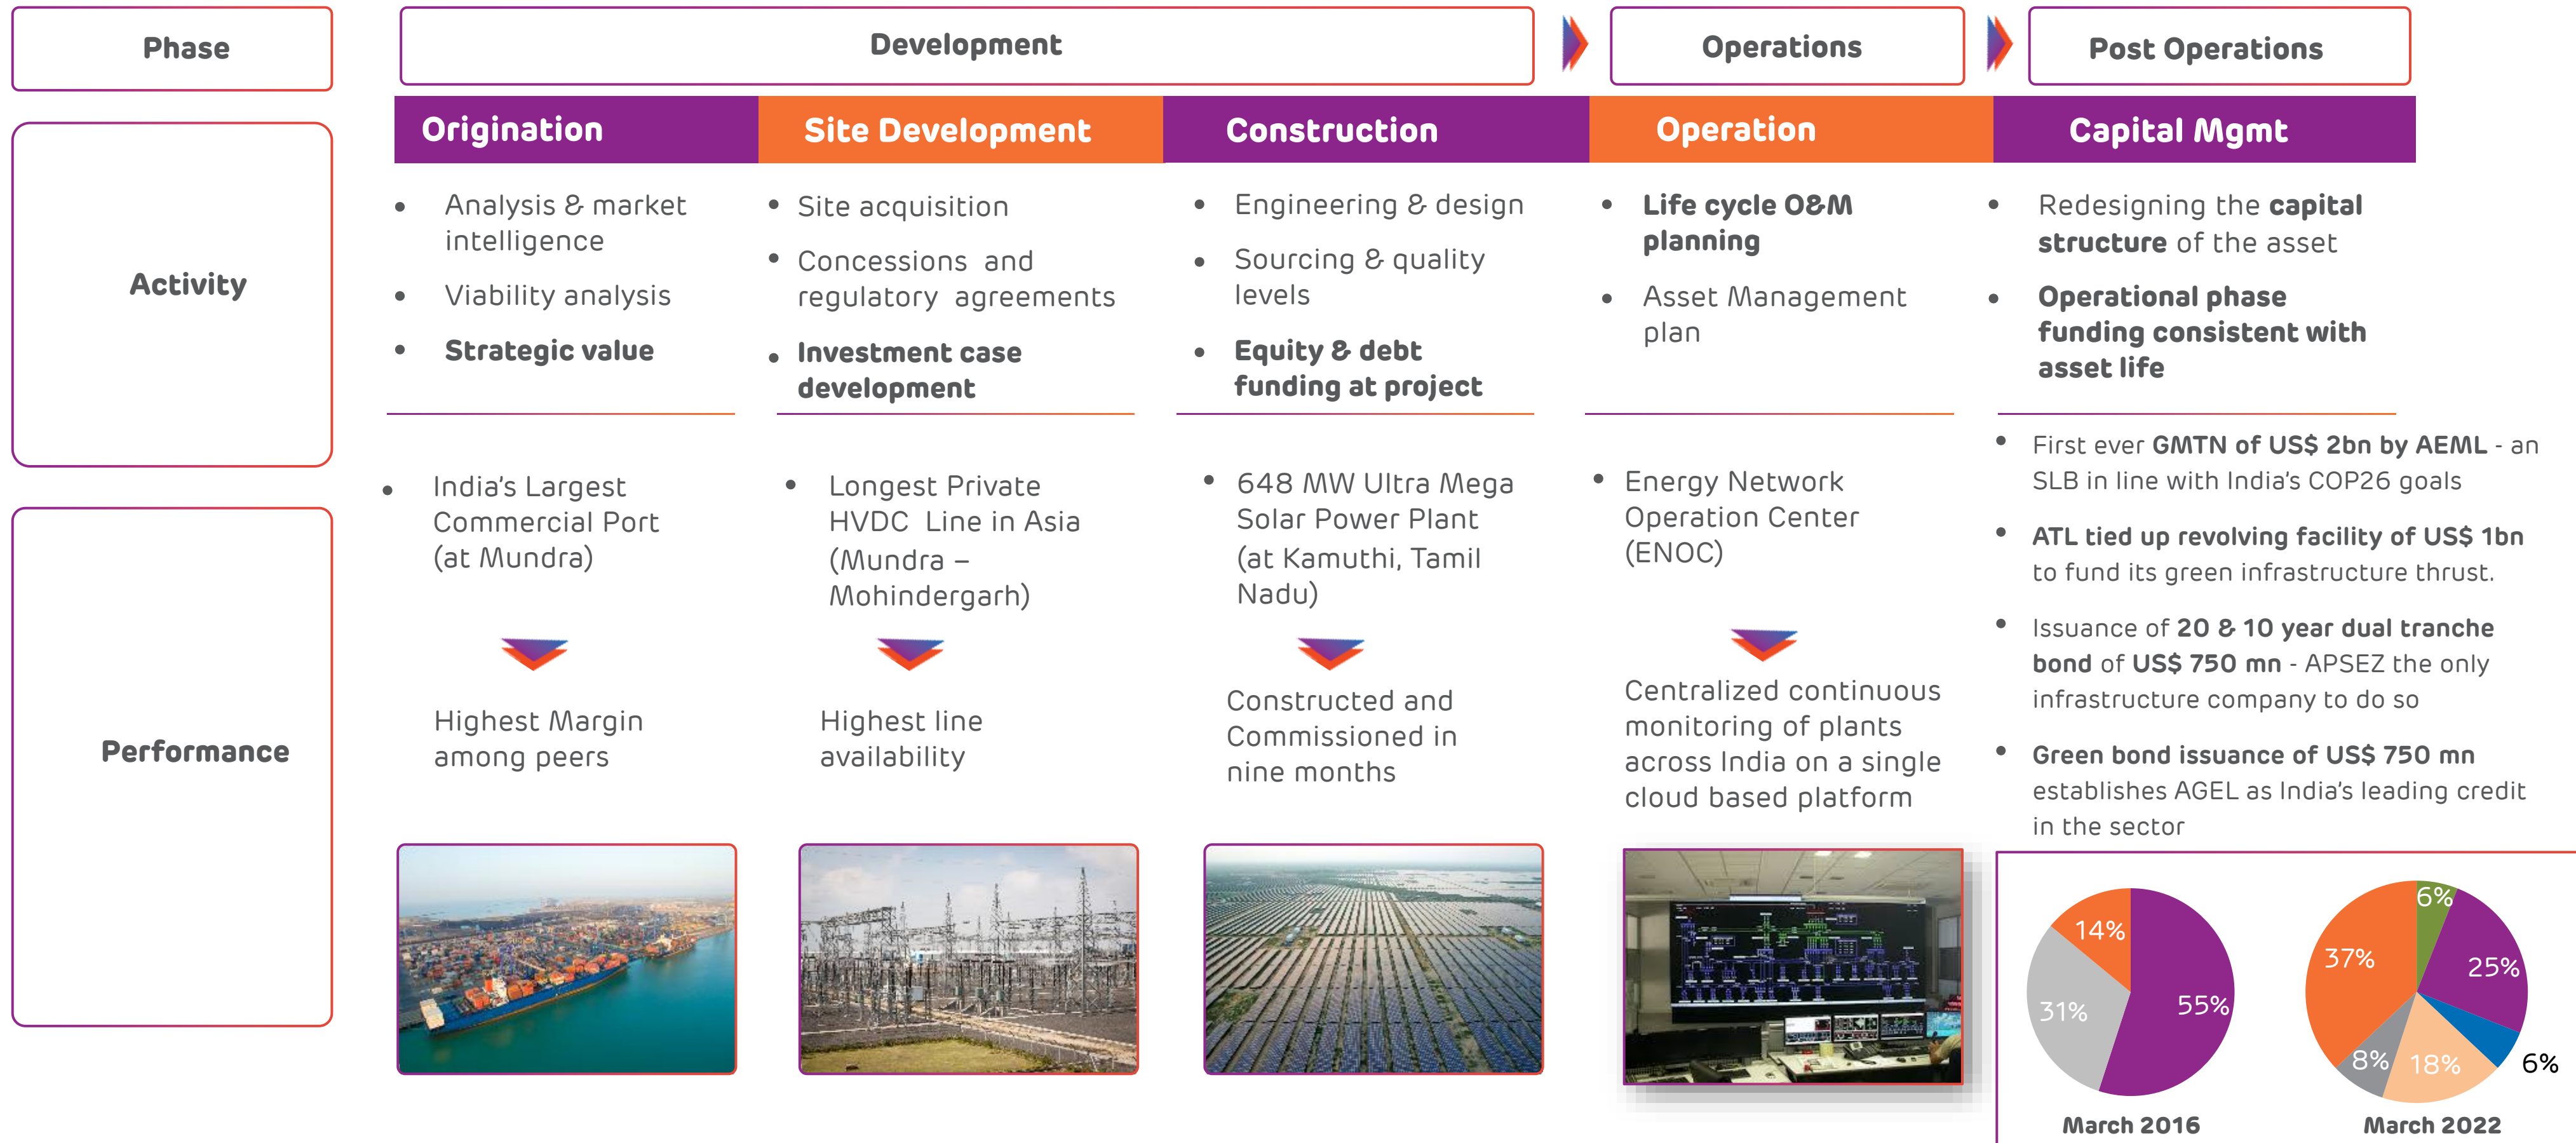 Phase
Development
Operations
Post Operations
Activity
Origination
Site Development
Construction
Operation
Capital Mgmt
• Analysis & market
intelligence
• Viability analysis
• Strategic value
• Site acquisition
• Concessions and
regulatory agreements
• Investment case
development
• Engineering & design
• Sourcing & quality
levels
• Equity & debt
funding at project
• Life cycle O&M
planning
• Asset Management
plan
• Redesigning the capital
structure of the asset
• Operational phase
funding consistent with
asset life
Performance
• India's Largest
Commercial Port
(at Mundra)
Highest Margin
among peers
• Longest Private
HVDC Line in Asia
(Mundra –
Mohindergarh)
Highest line
availability
• 648 MW Ultra Mega
Solar Power Plant
(at Kamuthi, Tamil
Nadu)
Constructed and
Commissioned in
nine months
• Energy Network
Operation Center
(ENOC)
Centralized continuous
monitoring of plants
across India on a single
cloud based platform
• First ever GMTN of US$ 2bn by AEML - an
SLB in line with India's COP26 goals
• ATL tied up revolving facility of US$ 1bn
to fund its green infrastructure thrust.
• Issuance of 20 & 10 year dual tranche
bond of US$ 750 mn - APSEZ the only
infrastructure company to do so
• Green bond issuance of US$ 750 mn
establishes AGEL as India's leading credit
in the sector
14%
31%
55%
March 2016
6%
37%
25%
8%
18%
6%
March 2022